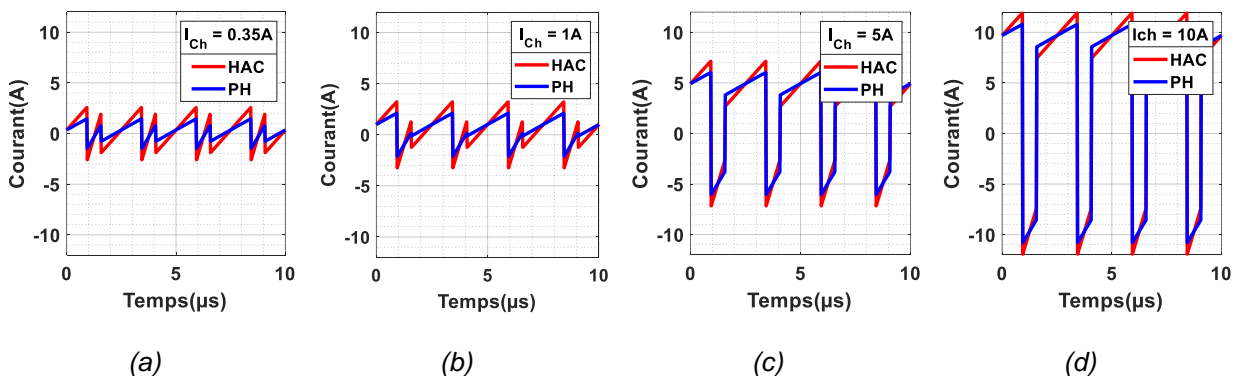 I_Ch = 0.35A
HAC
PH
10
5
0
-5
-10
Courant(A)
0
5
10
Temps(µs)
(a)
I_Ch = 1A
HAC
PH
10
5
0
-5
-10
Courant(A)
0
5
10
Temps(µs)
(b)
I_Ch = 5A
HAC
PH
10
5
0
-5
-10
Courant(A)
0
5
10
Temps(µs)
(c)
Ich = 10A
HAC
PH
10
5
0
-5
-10
Courant(A)
0
5
10
Temps(µs)
(d)